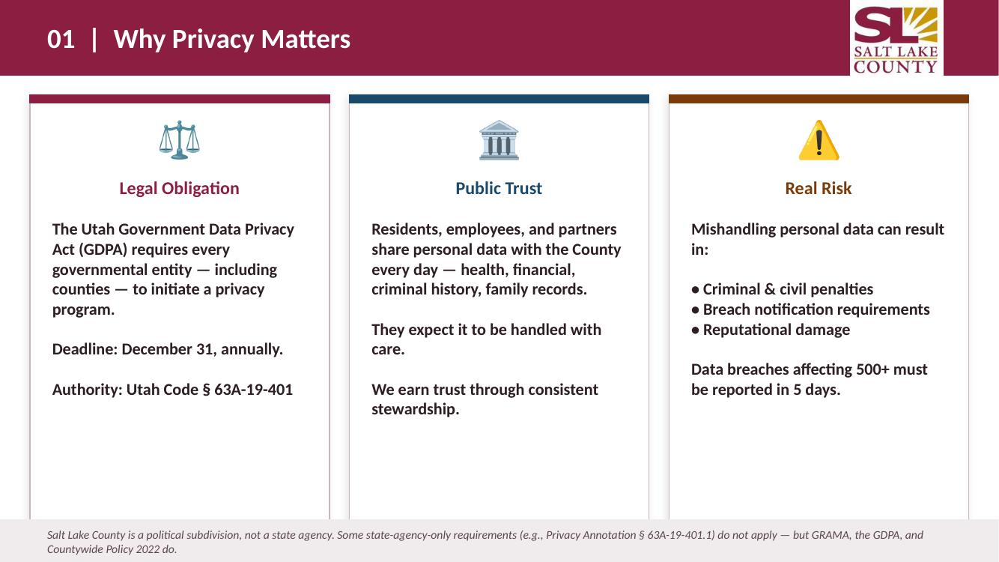 01 | Why Privacy Matters
SL
SALT LAKE
COUNTY
Legal Obligation
The Utah Government Data Privacy
Act (GDPA) requires every
governmental entity — including
counties — to initiate a privacy
program.
Deadline: December 31, annually.
Authority: Utah Code § 63A-19-401
Public Trust
Residents, employees, and partners
share personal data with the County
every day — health, financial,
criminal history, family records.
They expect it to be handled with
care.
We earn trust through consistent
stewardship.
Real Risk
Mishandling personal data can result
in:
● Criminal & civil penalties
● Breach notification requirements
● Reputational damage
Data breaches affecting 500+ must
be reported in 5 days.
Salt Lake County is a political subdivision, not a state agency. Some state-agency-only requirements (e.g., Privacy Annotation § 63A-19-401.1) do not apply — but GRAMA, the GDPA, and
Countywide Policy 2022 do.